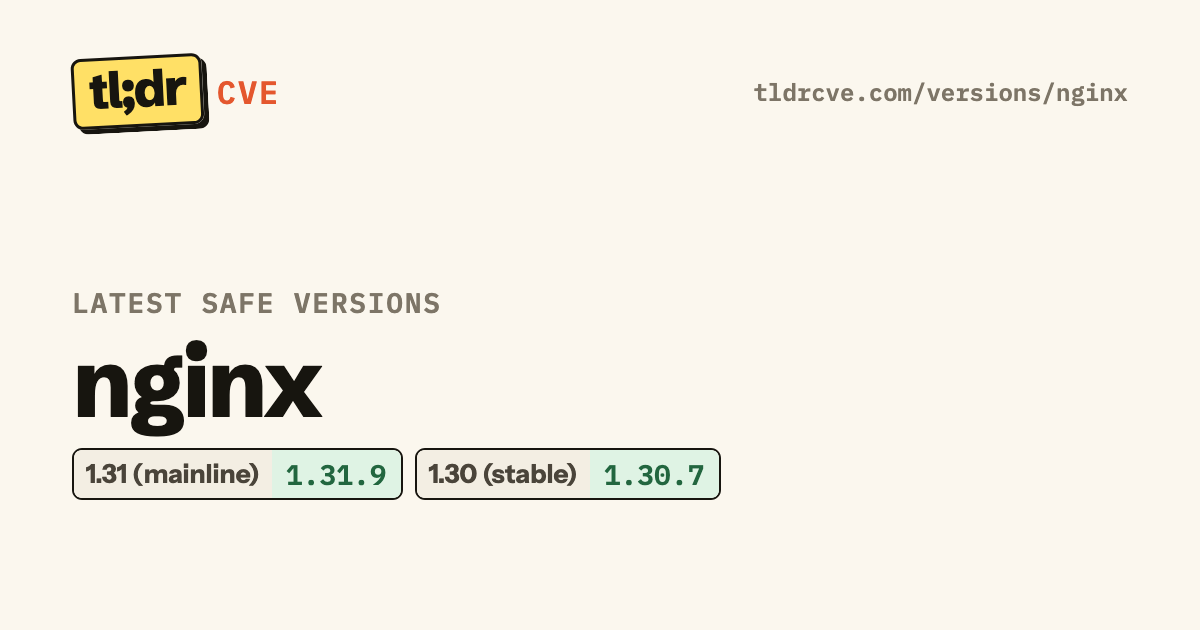 tl;dr CVE
tldrcve.com/versions/nginx
LATEST SAFE VERSIONS
nginx
1.31 (mainline) 1.31.9 1.30 (stable) 1.30.7